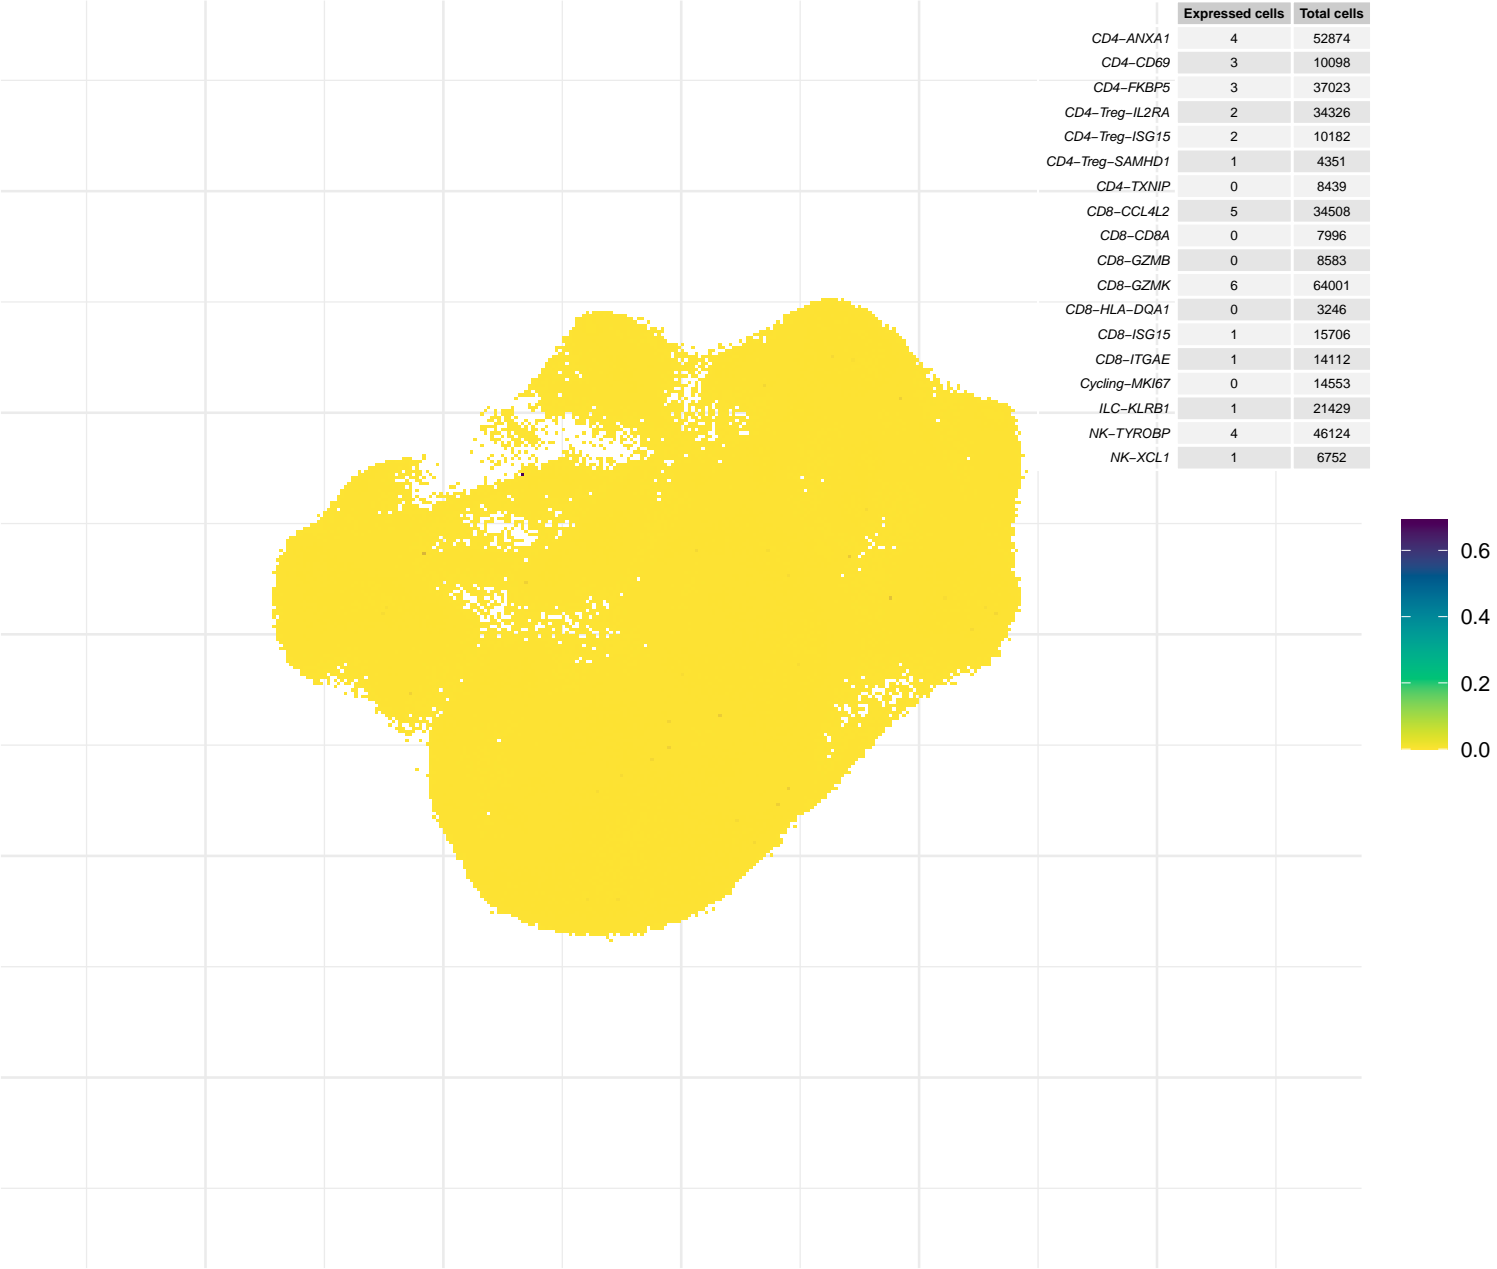 Expressed cells Total cells
CD4−ANXA1 4 52874
CD4−CD69 3 10098
CD4−FKBP5 3 37023
CD4−Treg−IL2RA 2 34326
CD4−Treg−ISG15 2 10182
CD4−Treg−SAMHD1 1 4351
CD4−TXNIP 0 8439
CD8−CCL4L2 5 34508
CD8−CD8A 0 7996
CD8−GZMB 0 8583
CD8−GZMK 6 64001
CD8−HLA−DQA1 0 3246
CD8−ISG15 1 15706
CD8−ITGAE 1 14112
Cycling−MKI67 0 14553
ILC−KLRB1 1 21429
NK−TYROBP 4 46124
NK−XCL1 1 6752
0.6
0.4
0.2
0.0